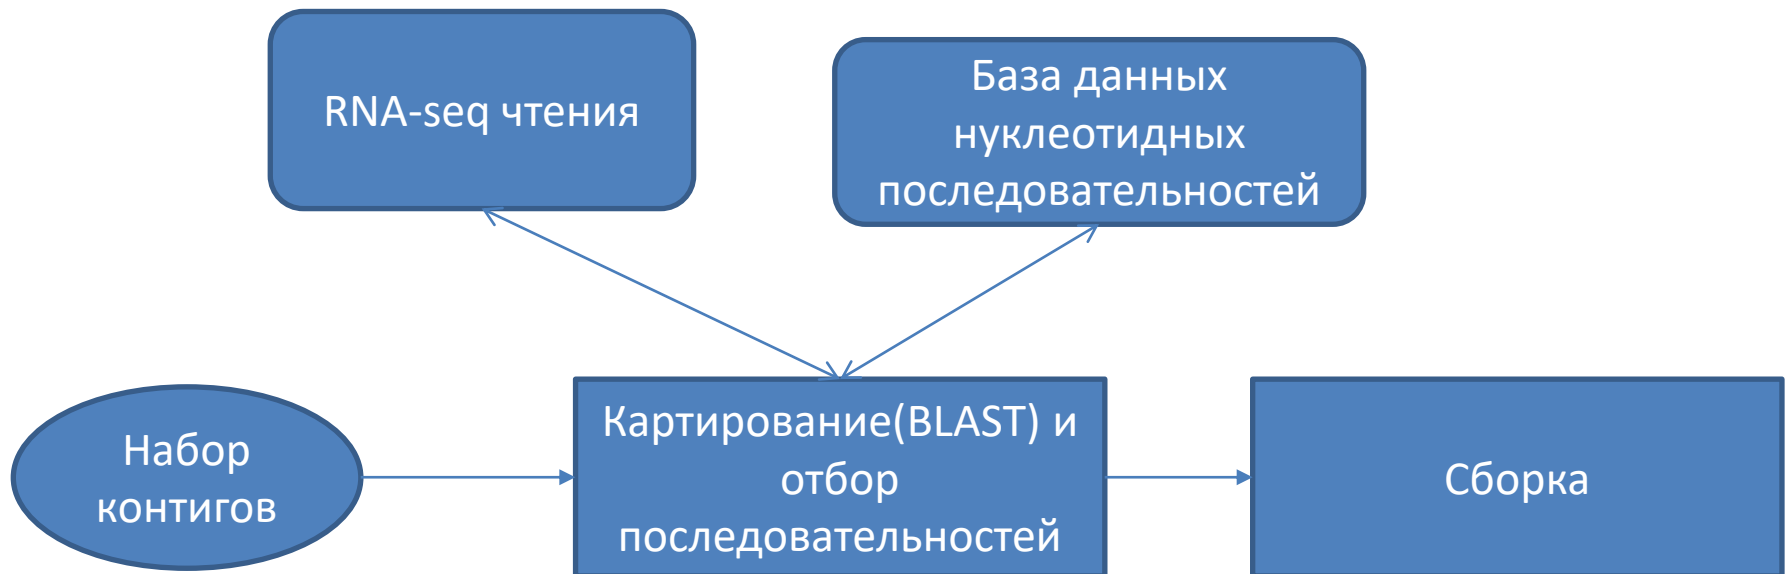 RNA-seq чтения
База данных
нуклеотидных
последовательностей
Набор
контигов
Картирование(BLAST) и
отбор
последовательностей
Сборка